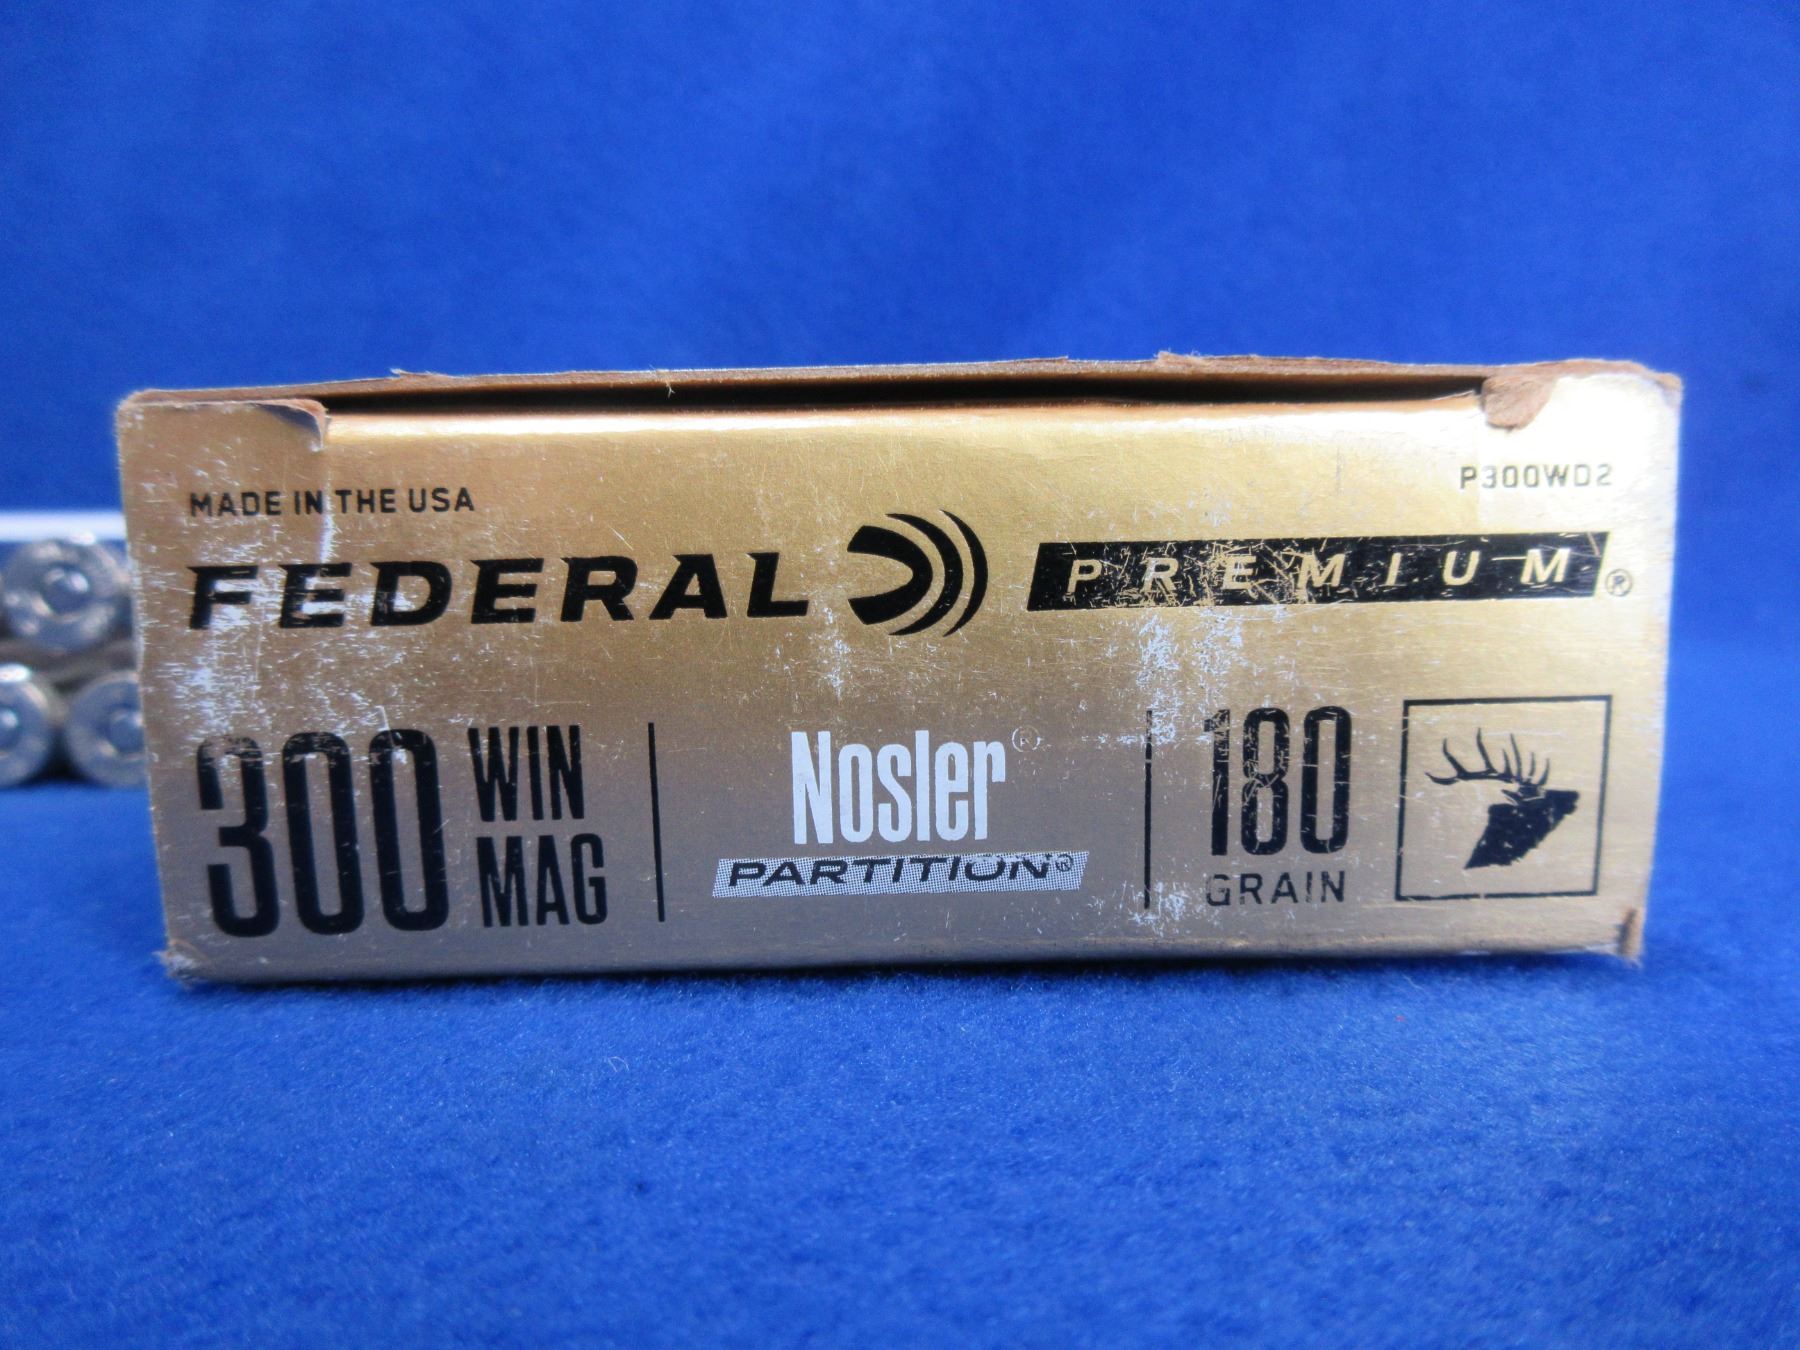 MADE IN THE USA
P300WD2
FEDERAL PREMIUM®
300 WIN MAG
Nosler®
PARTITION®
180
GRAIN